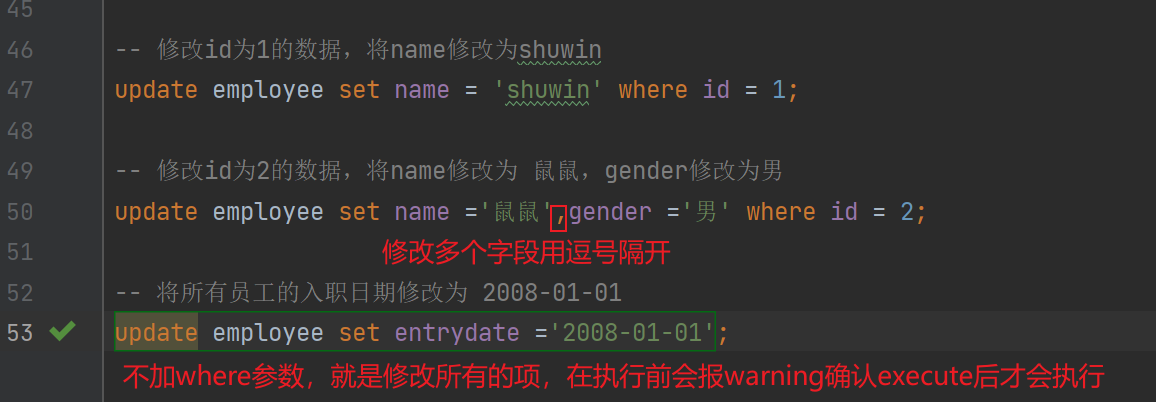 45
46 -- 修改id为1的数据，将name修改为shuwin
47 update employee set name = 'shuwin' where id = 1;
48
49 -- 修改id为2的数据，将name修改为 鼠鼠，gender修改为男
50 update employee set name ='鼠鼠',gender ='男' where id = 2;
51 修改多个字段用逗号隔开
52 -- 将所有员工的入职日期修改为 2008-01-01
53 update employee set entrydate ='2008-01-01';
不加where参数，就是修改所有的项，在执行前会报warning确认execute后才会执行